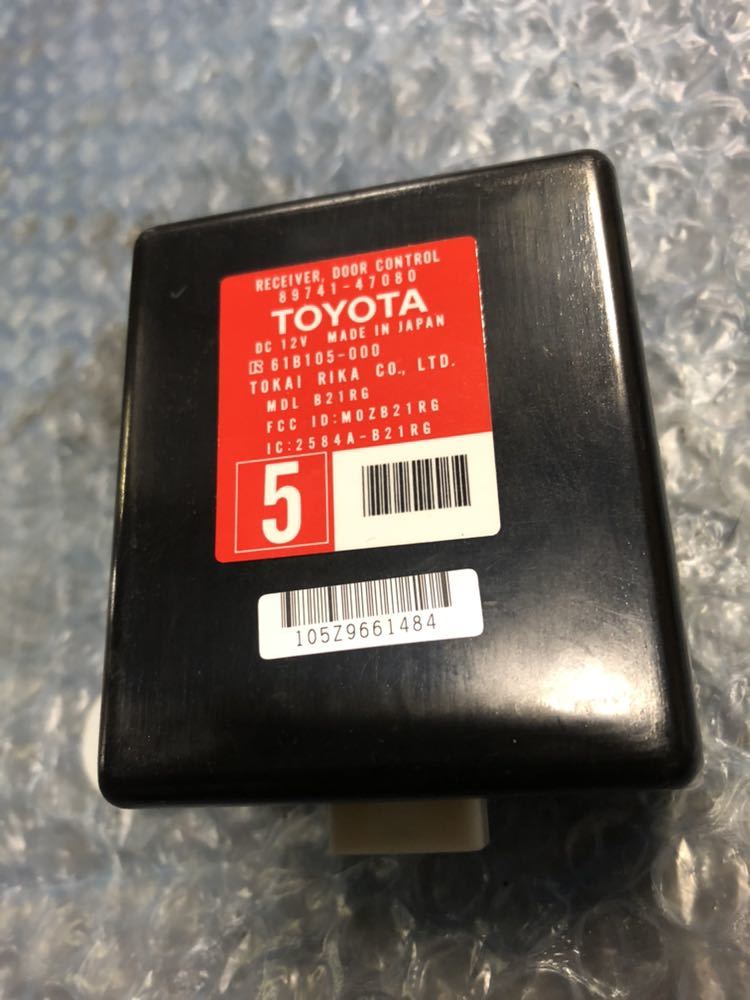 RECEIVER, DOOR CONTROL
89741-47080
TOYOTA
DC 12V MADE IN JAPAN
R 61B105-000
TOKAI RIKA CO., LTD.
MDL B21RG
FCC ID:MOZB21RG
IC:2584A-B21RG
5
105Z9661484